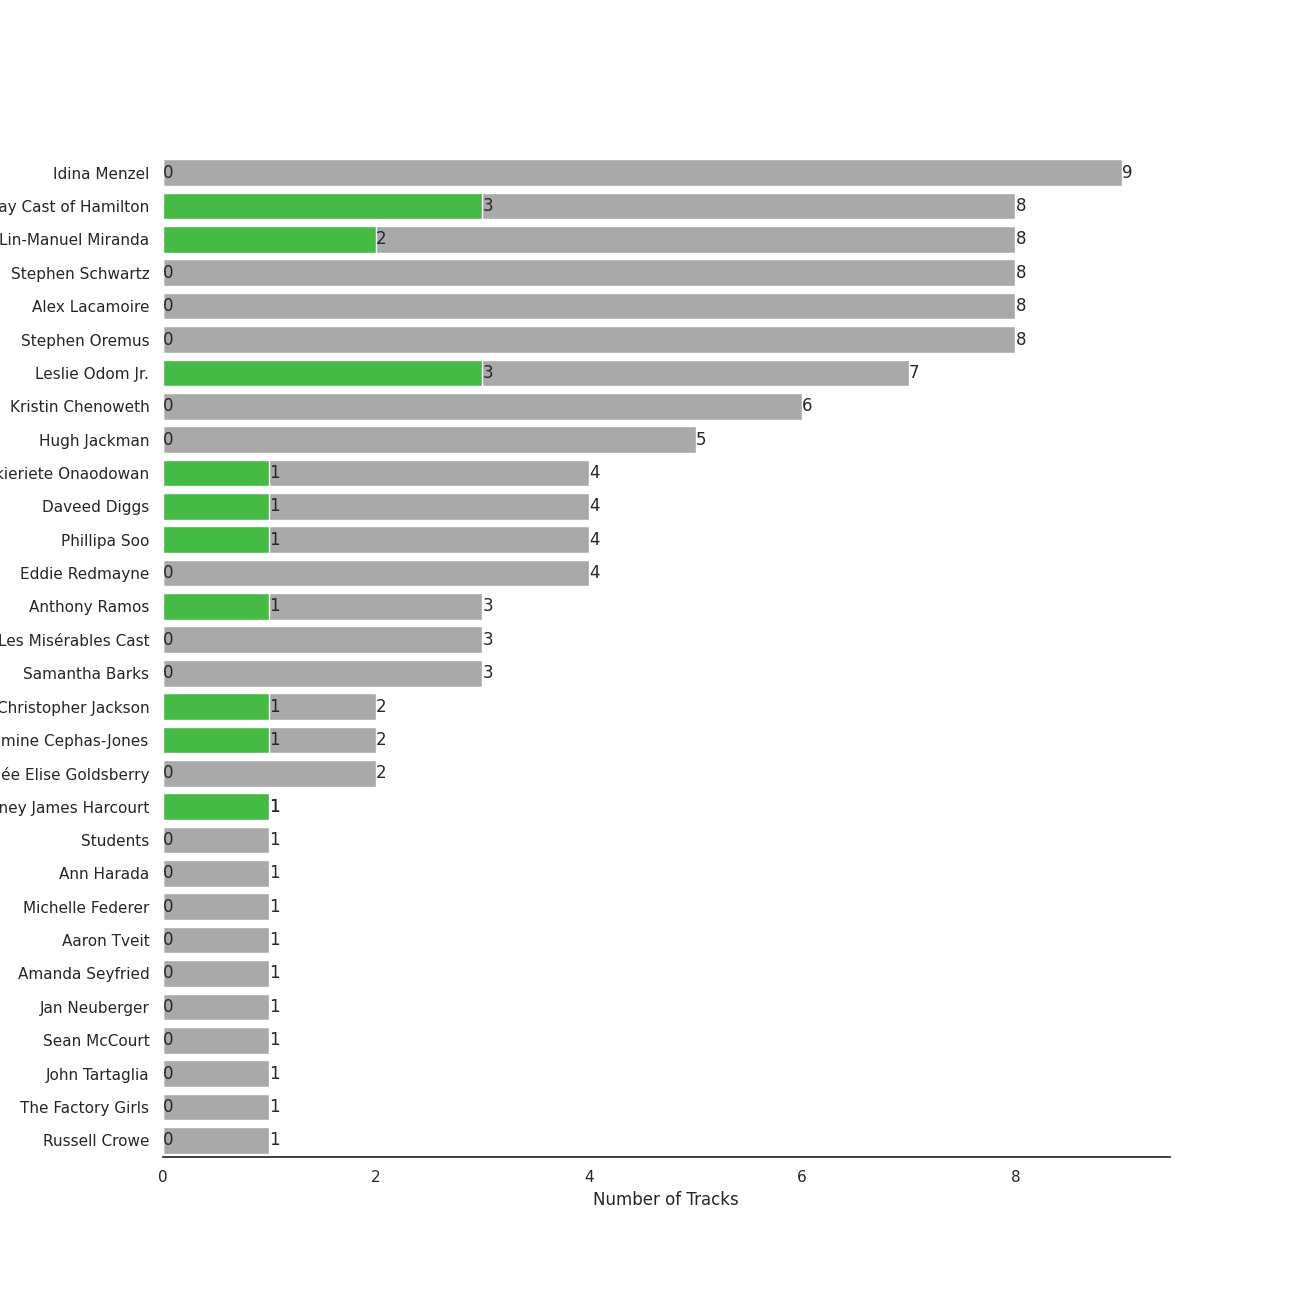 Idina Menzel 0 9
ay Cast of Hamilton 3 8
Lin-Manuel Miranda 2 8
Stephen Schwartz 0 8
Alex Lacamoire 0 8
Stephen Oremus 0 8
Leslie Odom Jr. 3 7
Kristin Chenoweth 0 6
Hugh Jackman 0 5
kieriete Onaodowan 1 4
Daveed Diggs 1 4
Phillipa Soo 1 4
Eddie Redmayne 0 4
Anthony Ramos 1 3
Les Misérables Cast 0 3
Samantha Barks 0 3
Christopher Jackson 1 2
mine Cephas-Jones 1 2
ée Elise Goldsberry 0 2
ney James Harcourt 1
Students 0 1
Ann Harada 0 1
Michelle Federer 0 1
Aaron Tveit 0 1
Amanda Seyfried 0 1
Jan Neuberger 0 1
Sean McCourt 0 1
John Tartaglia 0 1
The Factory Girls 0 1
Russell Crowe 0 1
0 2 4 6 8
Number of Tracks